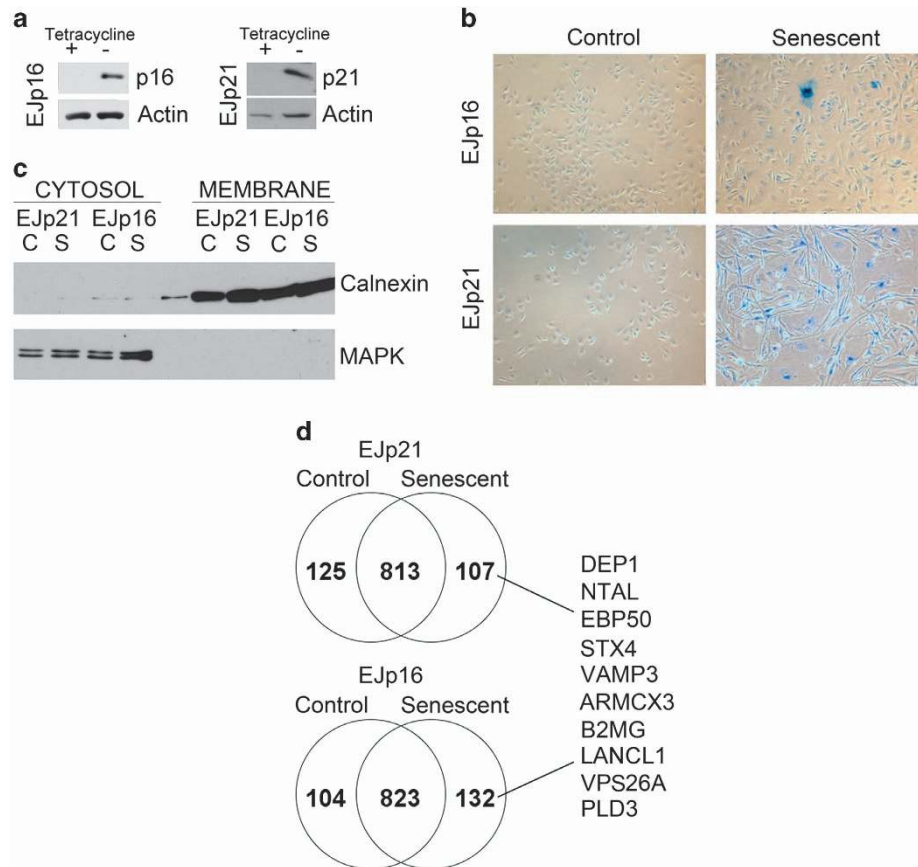 a
Tetracycline
+ -
EJp16
p16
Actin
Tetracycline
+ -
EJp21
p21
Actin
b
Control Senescent
EJp16
EJp21
c
CYTOSOL MEMBRANE
EJp21 EJp16 EJp21 EJp16
C S C S C S C S
Calnexin
MAPK
d
EJp21
Control Senescent
125 813 107
EJp16
Control Senescent
104 823 132
DEP1
NTAL
EBP50
STX4
VAMP3
ARMCX3
B2MG
LANCL1
VPS26A
PLD3